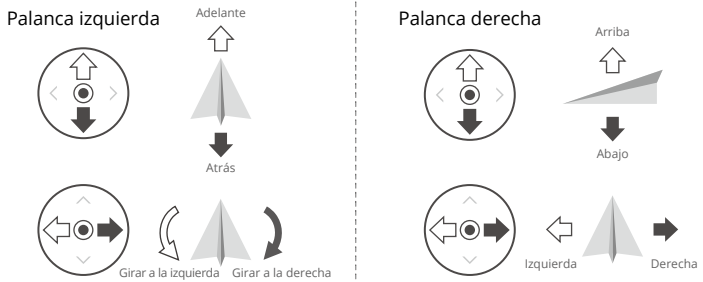 Palanca izquierda
Adelante
Atrás
Girar a la izquierda
Girar a la derecha
Palanca derecha
Arriba
Abajo
Izquierda
Derecha